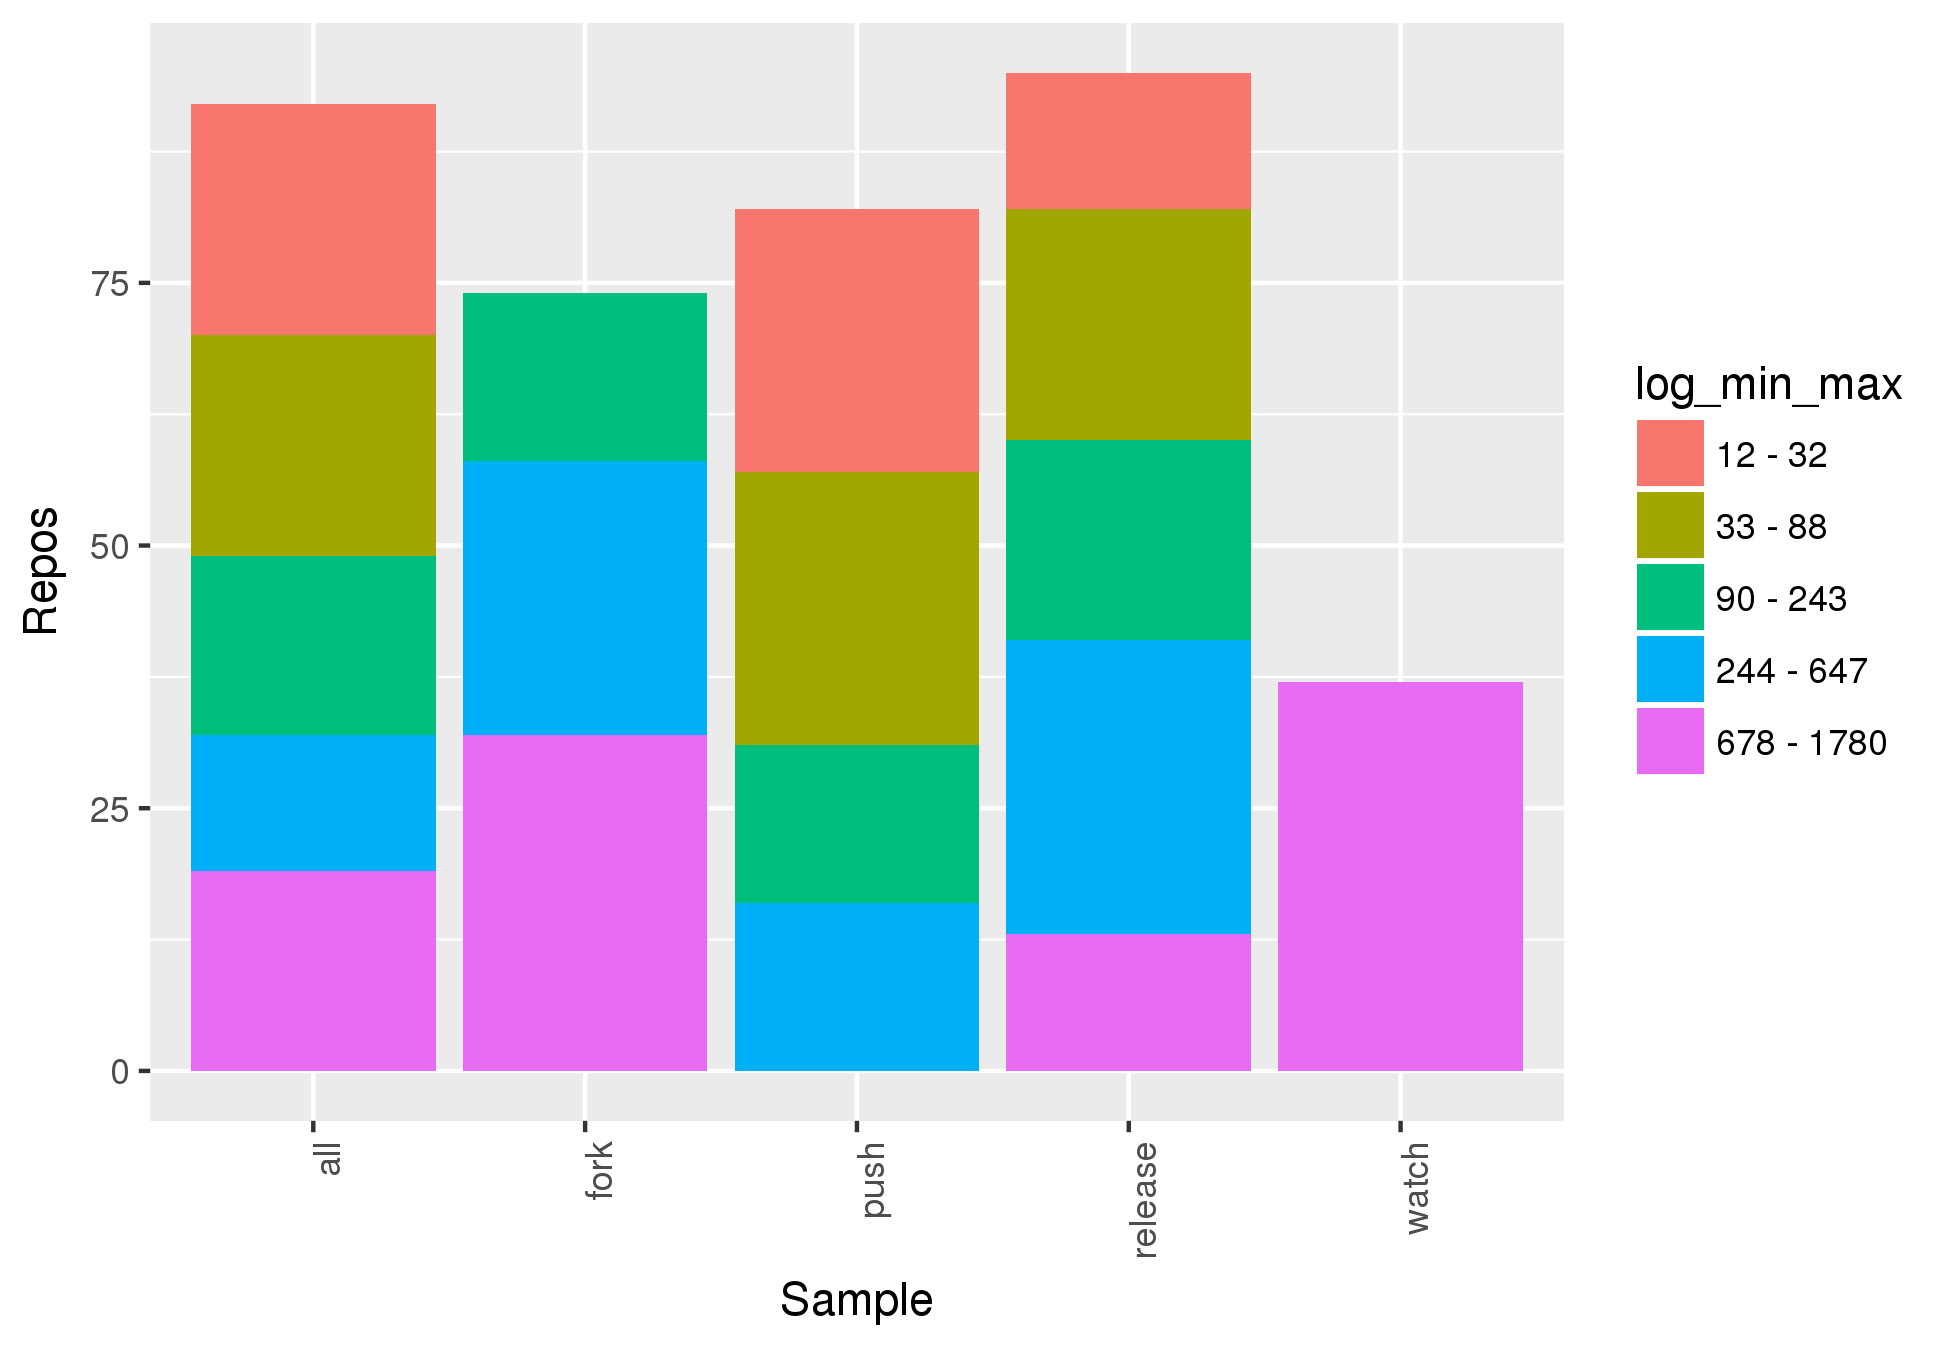 75
50
25
0
Repos
all
fork
push
release
watch
Sample
log_min_max
12 - 32
33 - 88
90 - 243
244 - 647
678 - 1780